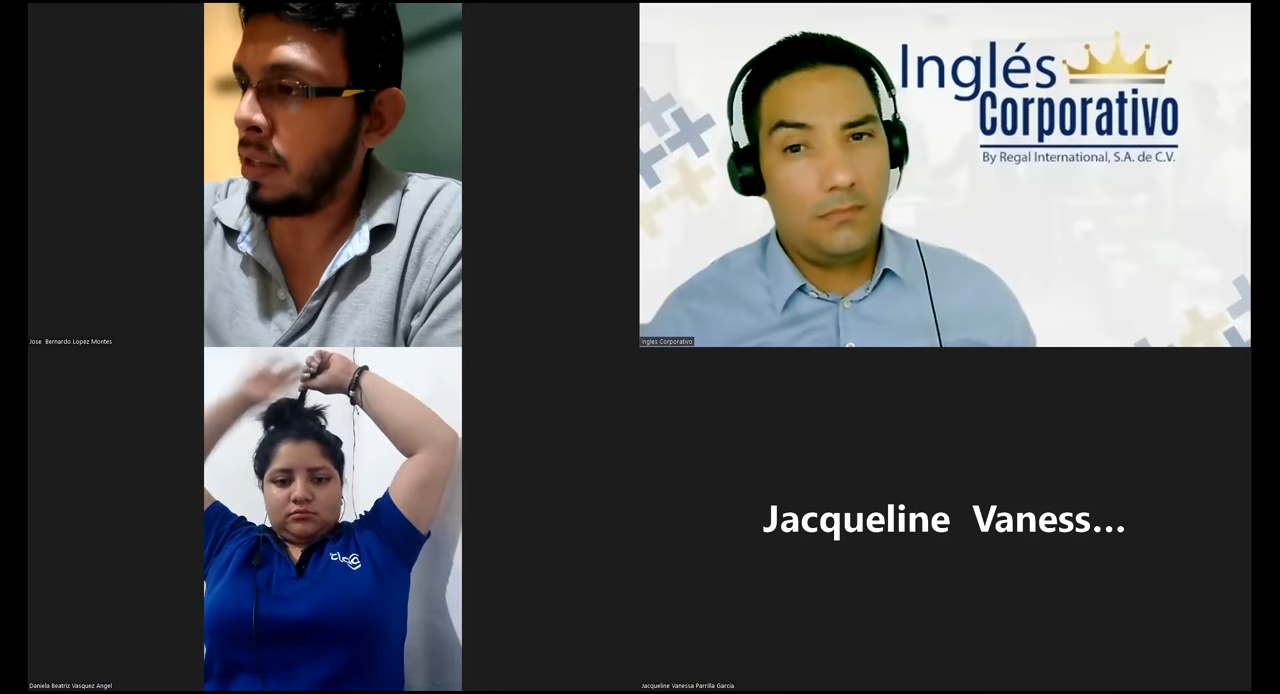 Inglés
Corporativo
By Regal International, S.A. de C.V.
Jose Bernardo Lopez Montes
Ingles Corporativo
tigo
Jacqueline Vaness...
Daniela Beatriz Vasquez Angel
Jacqueline Vanessa Parrilla Garcia